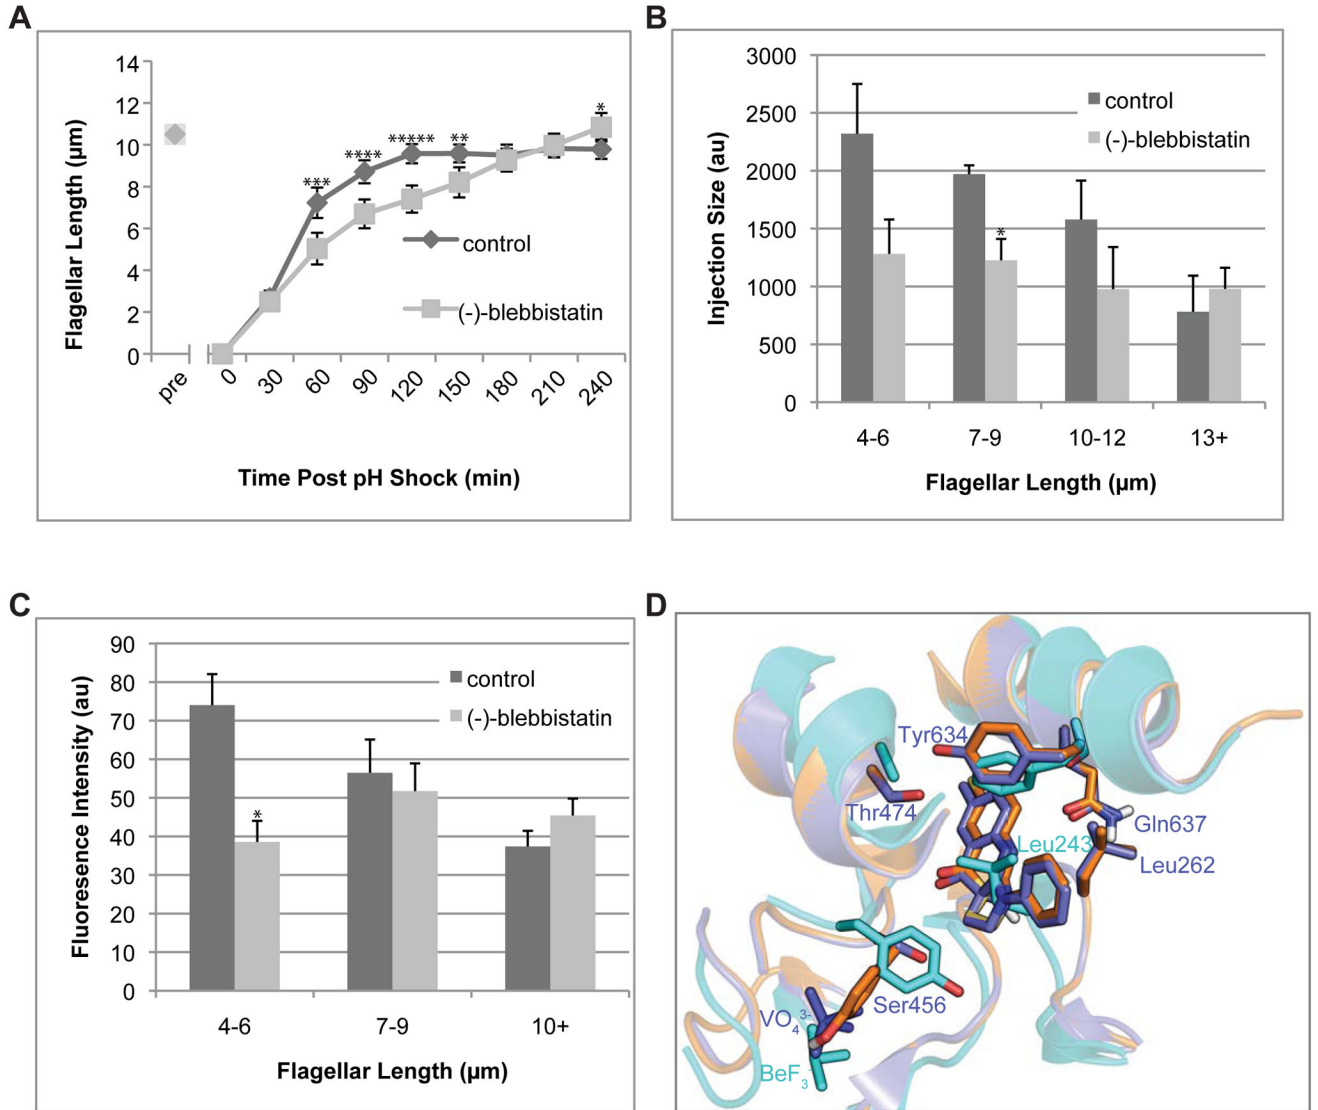 A
Flagellar Length (µm)
14
12
10
8
6
4
2
0
***
****
*****
**
*
control
(-)-blebbistatin
pre
0
30
60
90
120
150
180
210
240
Time Post pH Shock (min)
B
Injection Size (au)
3000
2500
2000
1500
1000
500
0
control
(-)-blebbistatin
*
4-6
7-9
10-12
13+
Flagellar Length (µm)
C
Fluoresence Intensity (au)
90
80
70
60
50
40
30
20
10
0
control
(-)-blebbistatin
*
4-6
7-9
10+
Flagellar Length (µm)
D
Tyr634
Thr474
Gln637
Leu243
Leu262
Ser456
VO4 3-
BeF3